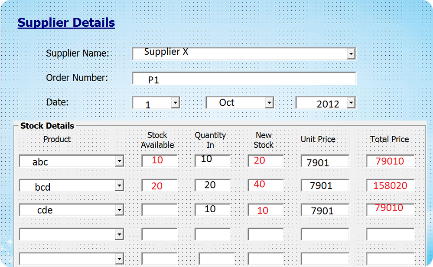 Supplier Details
Supplier Name: Supplier X
Order Number: P1
Date: 1 Oct 2012
Stock Details
Product Stock Available Quantity In New Stock Unit Price Total Price
abc 10 10 20 7901 79010
bcd 20 20 40 7901 158020
cde 10 10 7901 79010